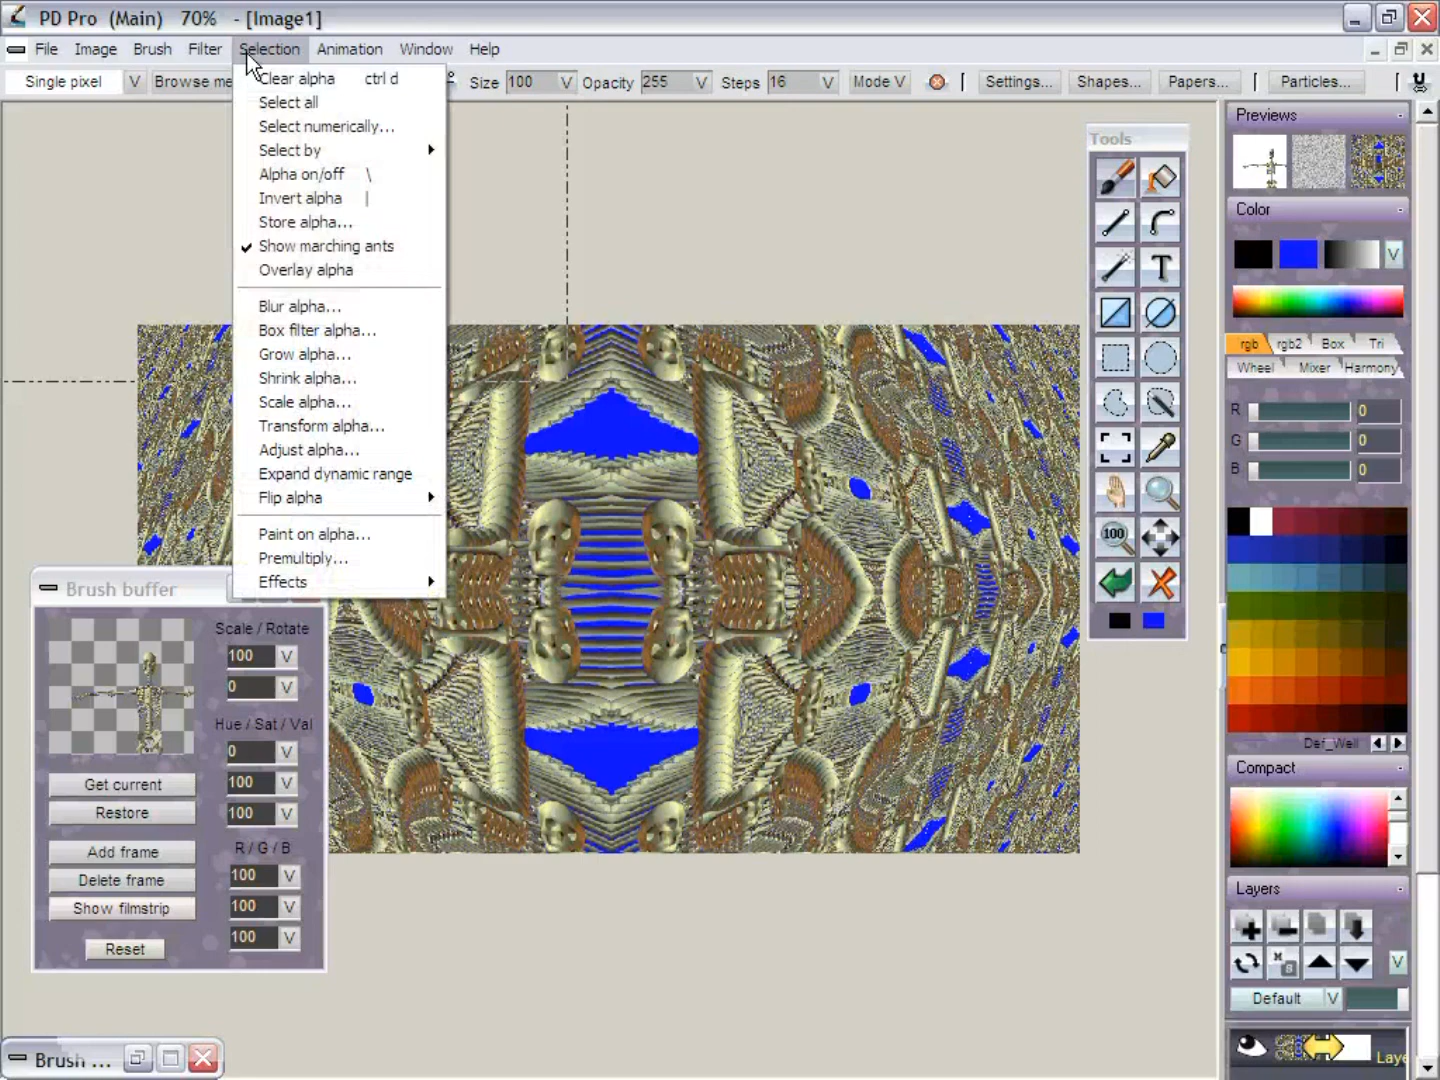 PD Pro (Main) 70% - [Image1]
File Image Brush Filter Selection Animation Window Help
Single pixel V Browse me Size 100 V Opacity 255 V Steps 16 V Mode V Settings... Shapes... Papers... Particles...
Clear alpha ctrl d
Select all
Select numerically...
Select by
Alpha on/off \
Invert alpha |
Store alpha...
Show marching ants
Overlay alpha
Blur alpha...
Box filter alpha...
Grow alpha...
Shrink alpha...
Scale alpha...
Transform alpha...
Adjust alpha...
Expand dynamic range
Flip alpha
Paint on alpha...
Premultiply...
Effects
Tools
T
100
Previews
Color
V
rgb rgb2 Box Tri
Wheel Mixer Harmony
R 0
G 0
B 0
Def_Well
Compact
Layers
V
Default V
Laye
Brush buffer
Scale / Rotate
100 V
0 V
Hue / Sat / Val
0 V
100 V
100 V
R / G / B
100 V
100 V
100 V
Get current
Restore
Add frame
Delete frame
Show filmstrip
Reset
Brush ...